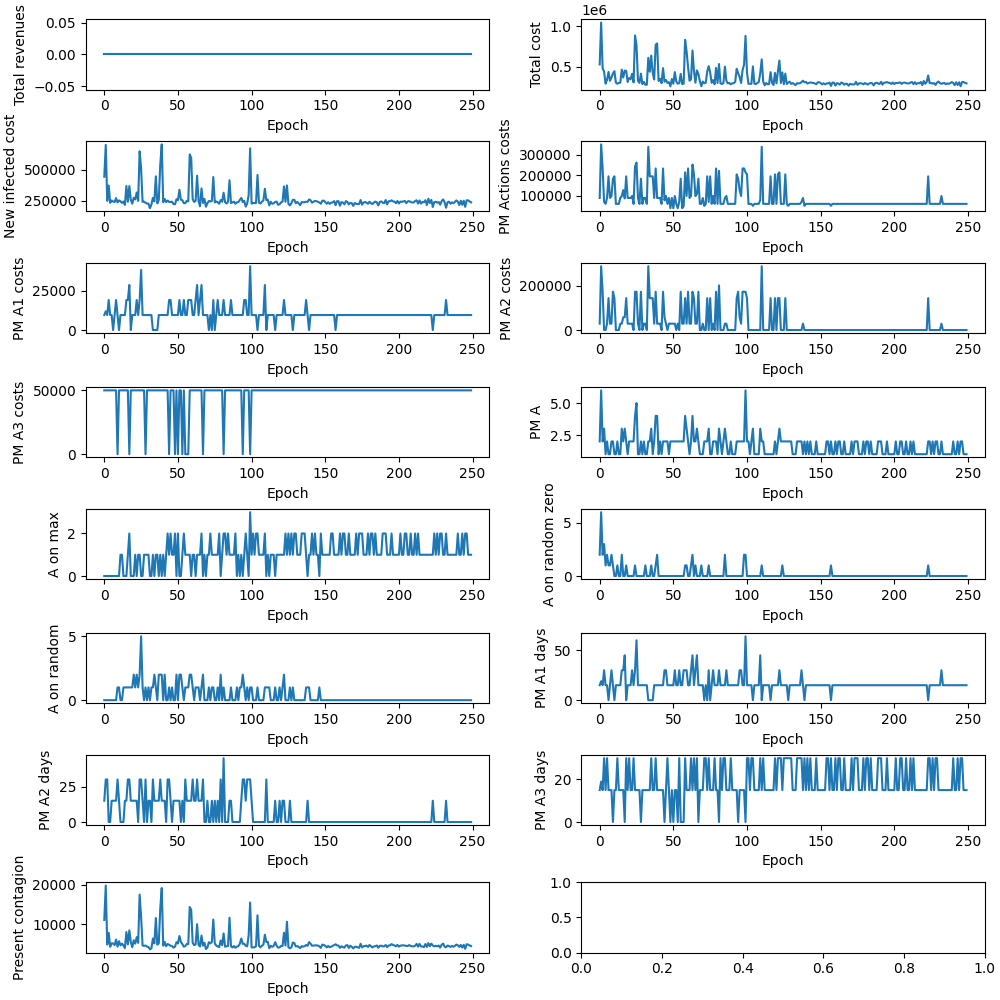 Total revenues
0.05
0.00
−0.05
0 50 100 150 200 250
Epoch
1e6
Total cost
1.0
0.5
0 50 100 150 200 250
Epoch
New infected cost
500000
250000
0 50 100 150 200 250
Epoch
PM Actions costs
300000
200000
100000
0 50 100 150 200 250
Epoch
PM A1 costs
25000
0
0 50 100 150 200 250
Epoch
PM A2 costs
200000
0
0 50 100 150 200 250
Epoch
PM A3 costs
50000
0
0 50 100 150 200 250
Epoch
PM A
5.0
2.5
0 50 100 150 200 250
Epoch
A on max
2
0
0 50 100 150 200 250
Epoch
A on random zero
5
0
0 50 100 150 200 250
Epoch
A on random
5
0
0 50 100 150 200 250
Epoch
PM A1 days
50
0
0 50 100 150 200 250
Epoch
PM A2 days
25
0
0 50 100 150 200 250
Epoch
PM A3 days
20
0
0 50 100 150 200 250
Epoch
Present contagion
20000
10000
0 50 100 150 200 250
Epoch
1.0
0.5
0.0
0.0 0.2 0.4 0.6 0.8 1.0